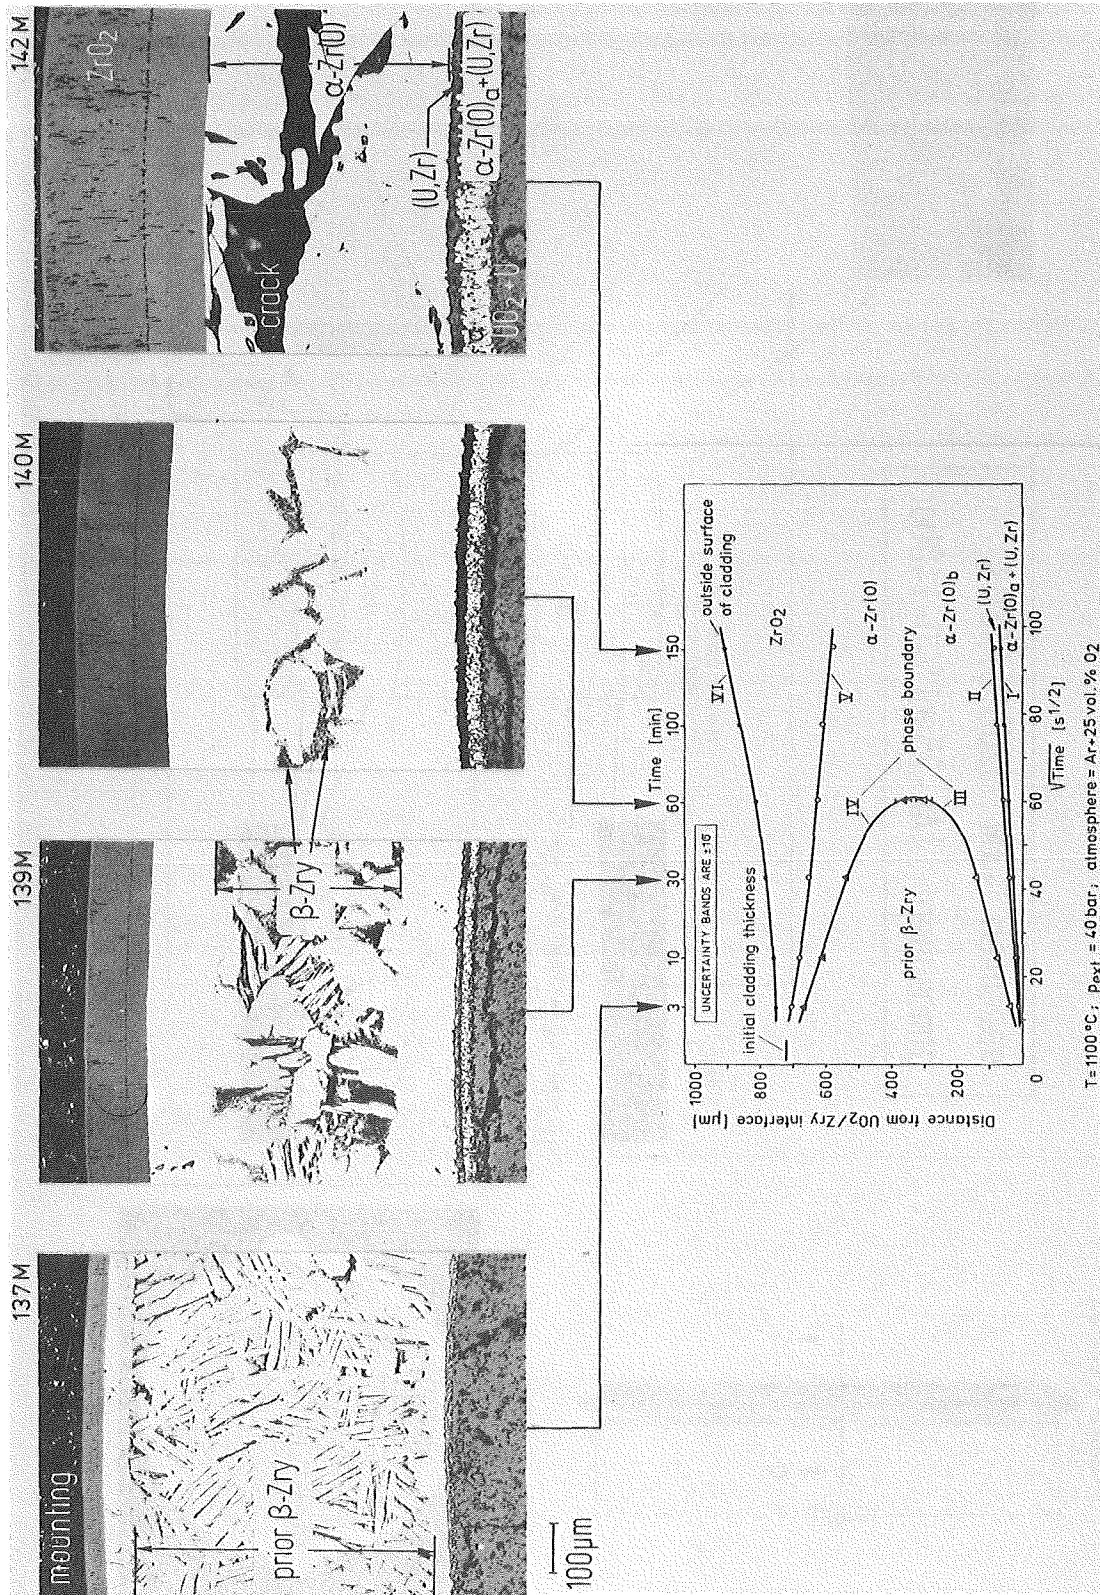 137M
139M
140M
142M
mounting
prior β-Zry
β-Zry
ZrO₂
crack
α-Zr(O)
(U,Zr)
α-Zr(O)ₐ+(U,Zr)
UO₂+U
100µm
Time [min]
3 10 30 60 100 150
UNCERTAINTY BANDS ARE ±1σ
initial cladding thickness
outside surface
of cladding
VI
ZrO₂
V
α-Zr(O)
IV
phase boundary
III
prior β-Zry
α-Zr(O)b
II
(U,Zr)
I
α-Zr(O)ₐ+(U,Zr)
Distance from UO₂/Zry interface [µm]
1000
800
600
400
200
0 20 40 60 80 100
√Time [s1/2]
T=1100°C; Pext = 40 bar; atmosphere = Ar+25 vol.% O₂